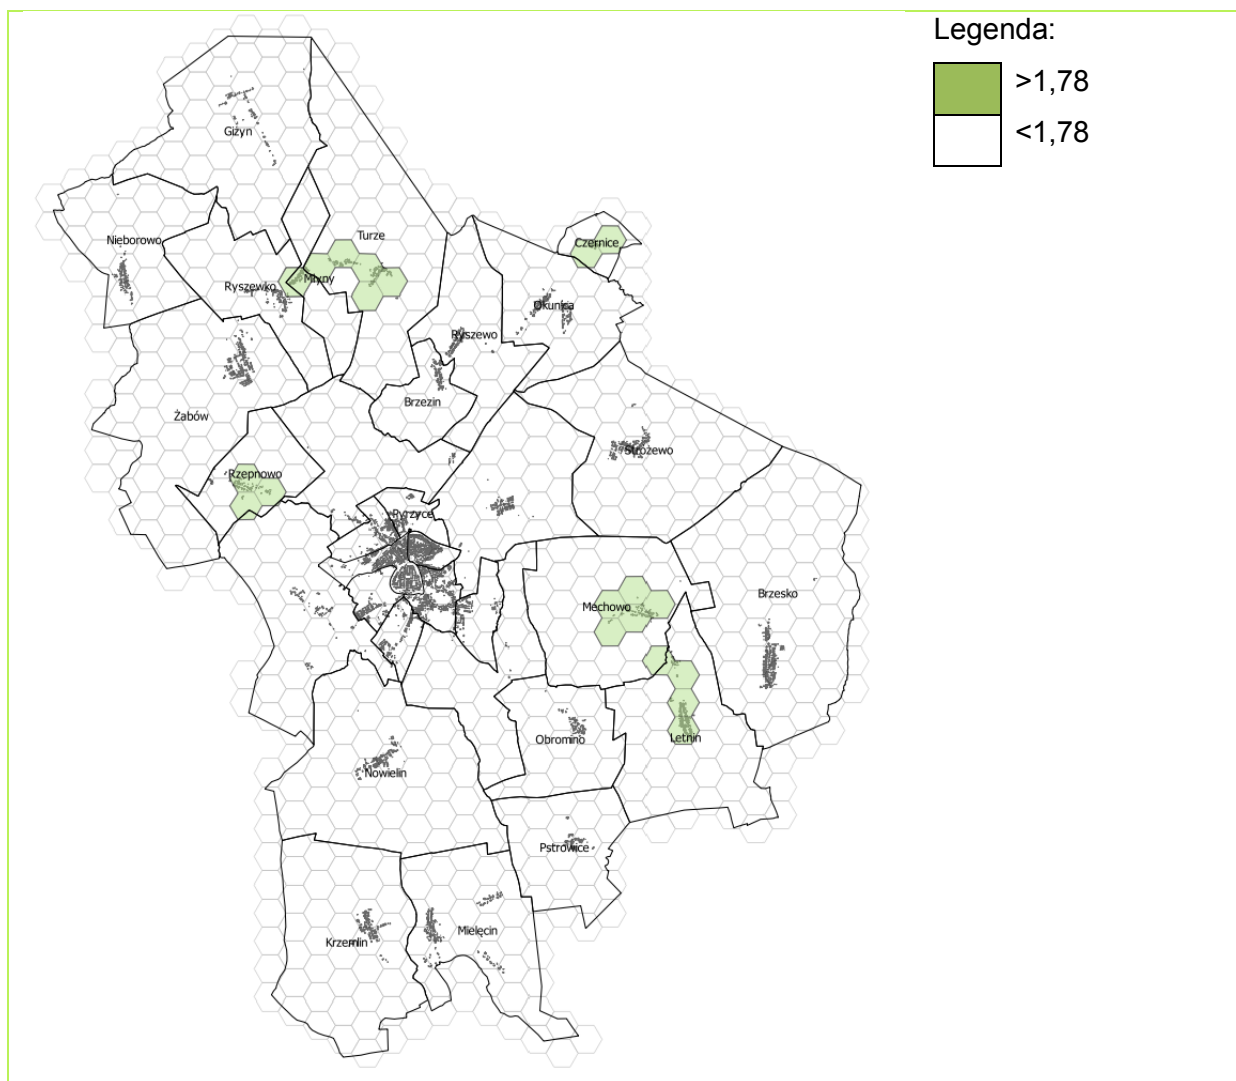 Legenda:
>1,78
<1,78
Giżyn
Nieborowo
Turze
Czernice
Młyny
Ryszewko
Okunica
Ryszewo
Brzezin
Żabów
Stróżewo
Rzepnowo
Pyrzyce
Mechowo
Brzesko
Obromino
Letnin
Nowielin
Pstrowice
Mielęcin
Krzemlin